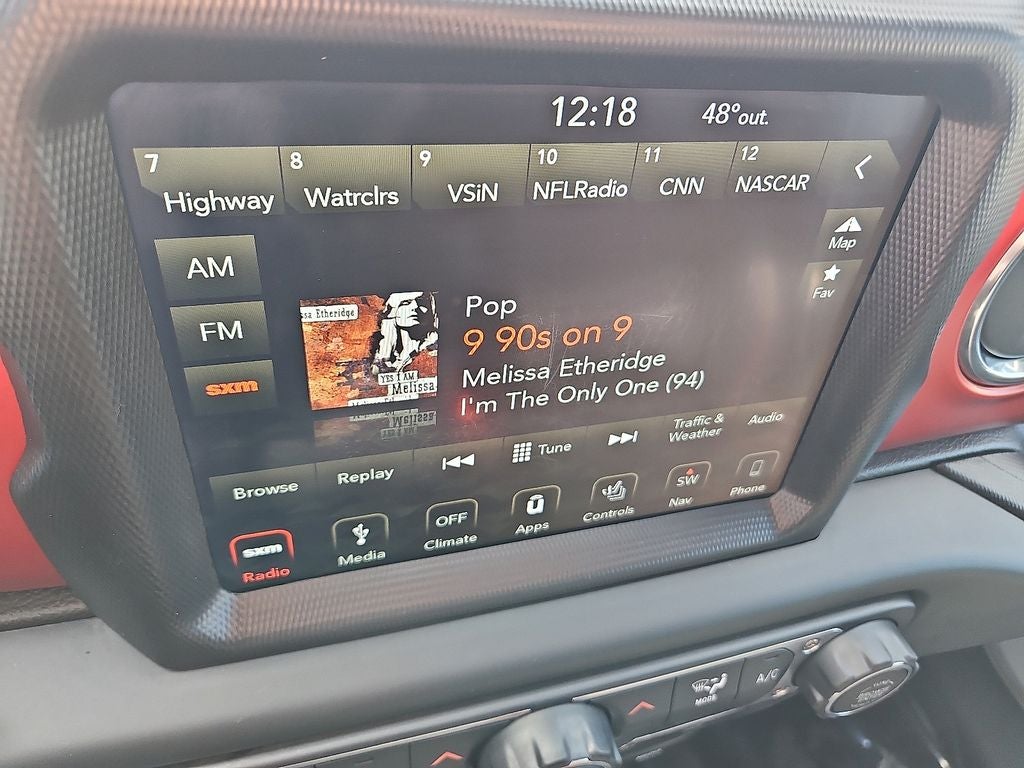 12:18
48°out.
7
Highway
8
Watrclrs
9
VSiN
10
NFLRadio
11
CNN
12
NASCAR
Map
Fav
AM
FM
sxm
ssa Etheridge
YES I AM
Melissa
Pop
9 90s on 9
Melissa Etheridge
I'm The Only One (94)
Browse
Replay
Tune
Traffic &
Weather
Audio
sxm
Radio
Media
OFF
Climate
Apps
Controls
SW
Nav
Phone
MODE
A/C